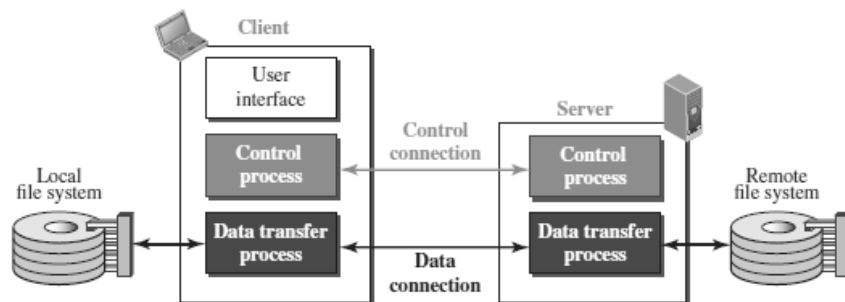 Client
User
interface
Server
Control
connection
Control
process
Control
process
Local
file system
Remote
file system
Data transfer
process
Data transfer
process
Data
connection